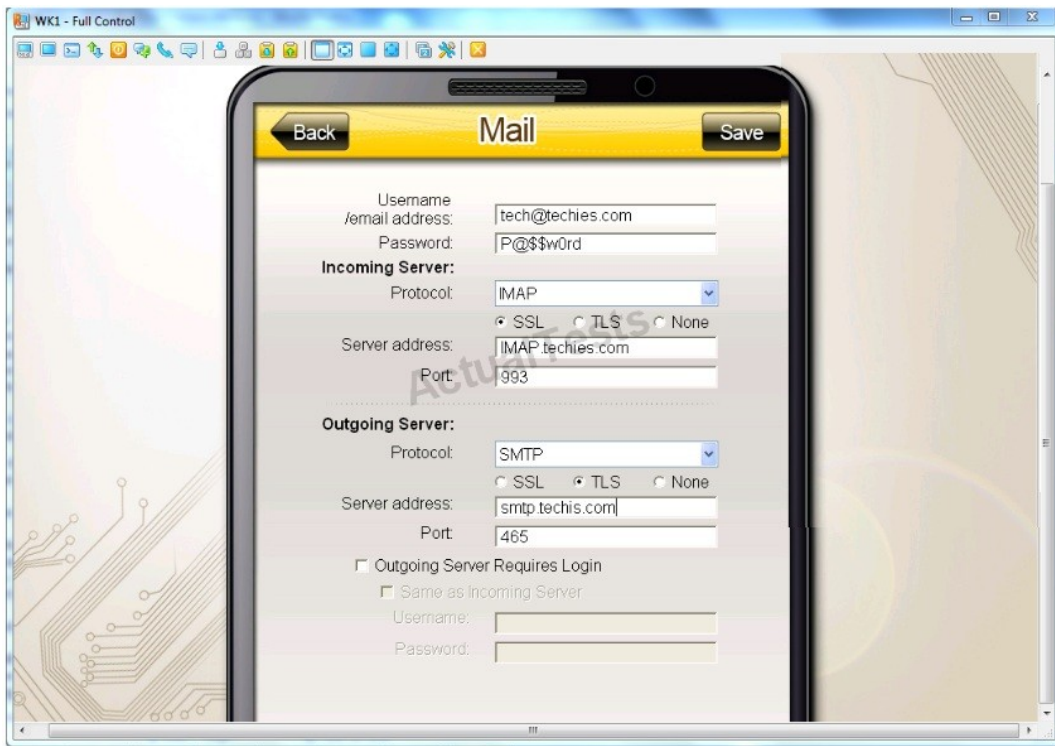 WK1 - Full Control
Back Mail Save
Username
/email address: tech@techies.com
Password: P@$$w0rd
Incoming Server:
Protocol: IMAP
SSL TLS None
Server address: IMAP.techies.com
Port: 993
ActualTests
Outgoing Server:
Protocol: SMTP
SSL TLS None
Server address: smtp.techis.com
Port: 465
Outgoing Server Requires Login
Same as Incoming Server
Username:
Password: